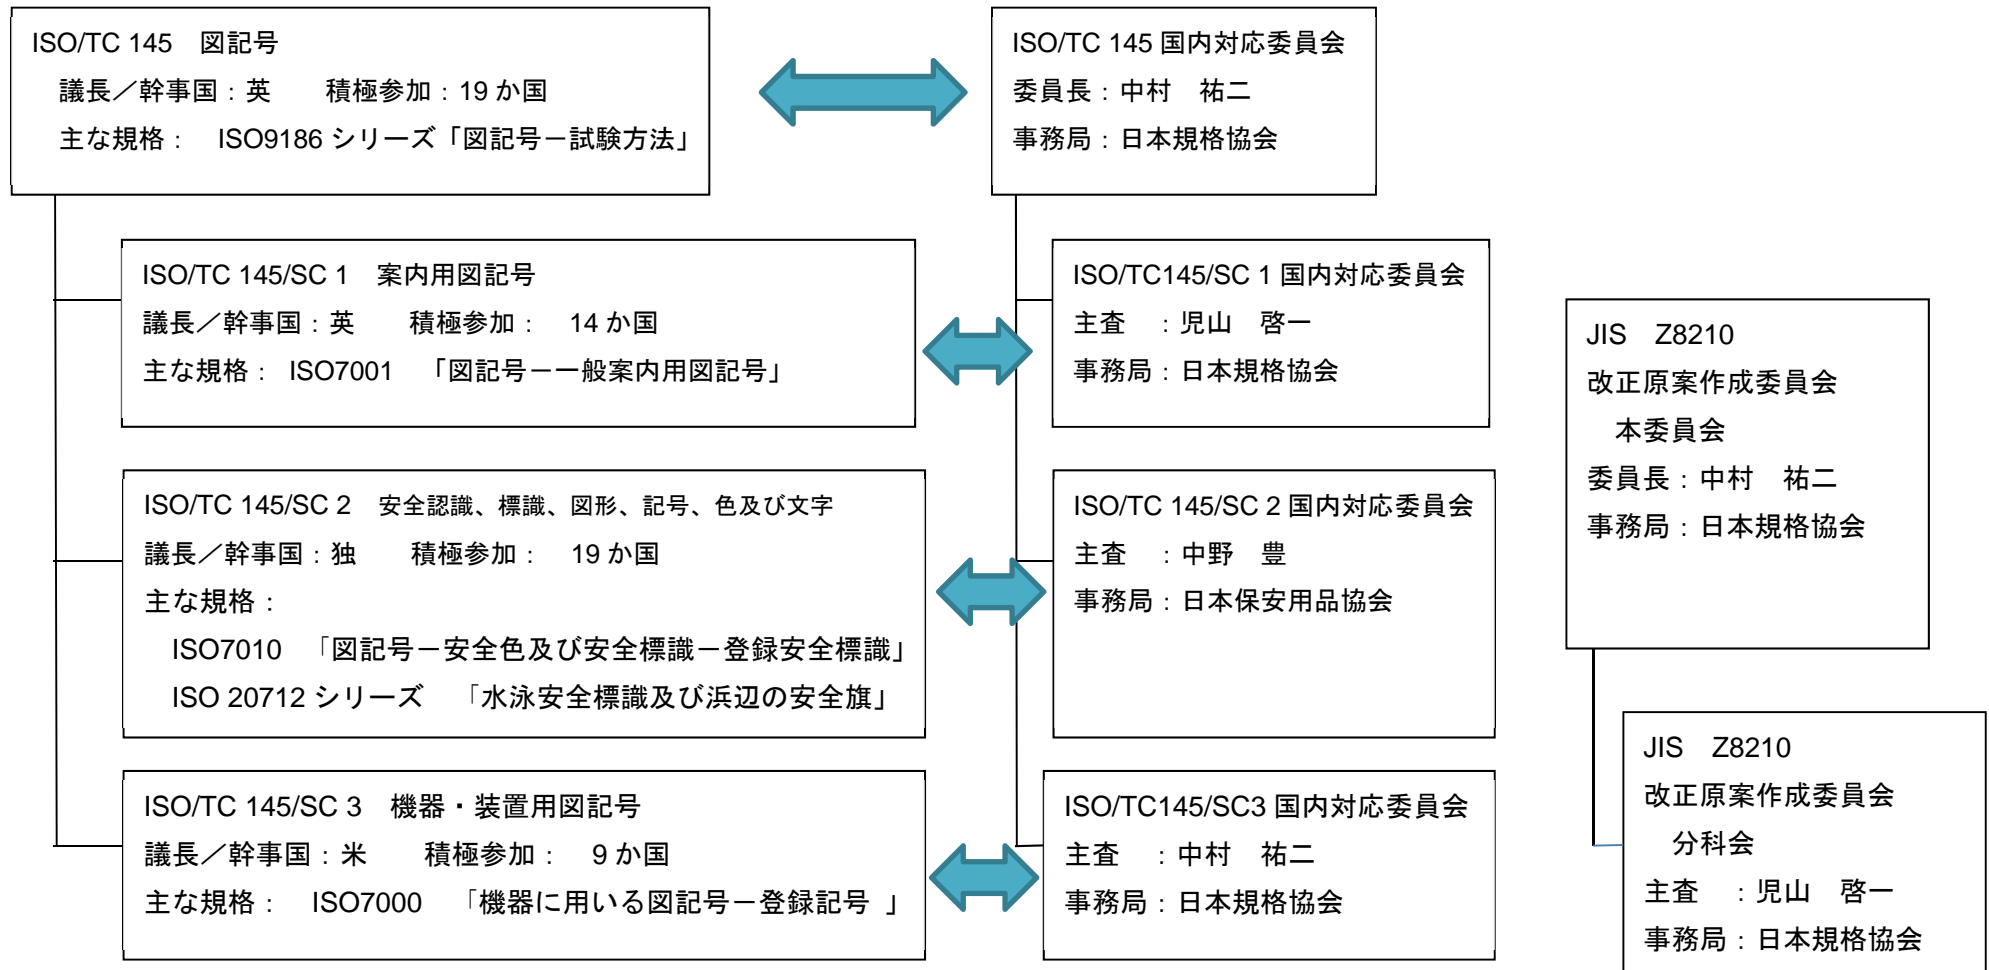 ISO/TC 145　図記号
議長／幹事国：英　　積極参加：19 か国
主な規格：　ISO9186 シリーズ「図記号－試験方法」
ISO/TC 145 国内対応委員会
委員長：中村　祐二
事務局：日本規格協会
ISO/TC 145/SC 1　案内用図記号
議長／幹事国：英　　積極参加：　14 か国
主な規格： ISO7001　「図記号－一般案内用図記号」
ISO/TC145/SC 1 国内対応委員会
主査　：児山　啓一
事務局：日本規格協会
ISO/TC 145/SC 2　安全認識、標識、図形、記号、色及び文字
議長／幹事国：独　　積極参加：　19 か国
主な規格：
ISO7010　「図記号－安全色及び安全標識－登録安全標識」
ISO 20712 シリーズ　「水泳安全標識及び浜辺の安全旗」
ISO/TC 145/SC 2 国内対応委員会
主査　：中野　豊
事務局：日本保安用品協会
ISO/TC 145/SC 3　機器・装置用図記号
議長／幹事国：米　　積極参加：　9 か国
主な規格：　ISO7000　「機器に用いる図記号－登録記号 」
ISO/TC145/SC3 国内対応委員会
主査　：中村　祐二
事務局：日本規格協会
JIS　Z8210
改正原案作成委員会
本委員会
委員長：中村　祐二
事務局：日本規格協会
JIS　Z8210
改正原案作成委員会
分科会
主査　：児山　啓一
事務局：日本規格協会